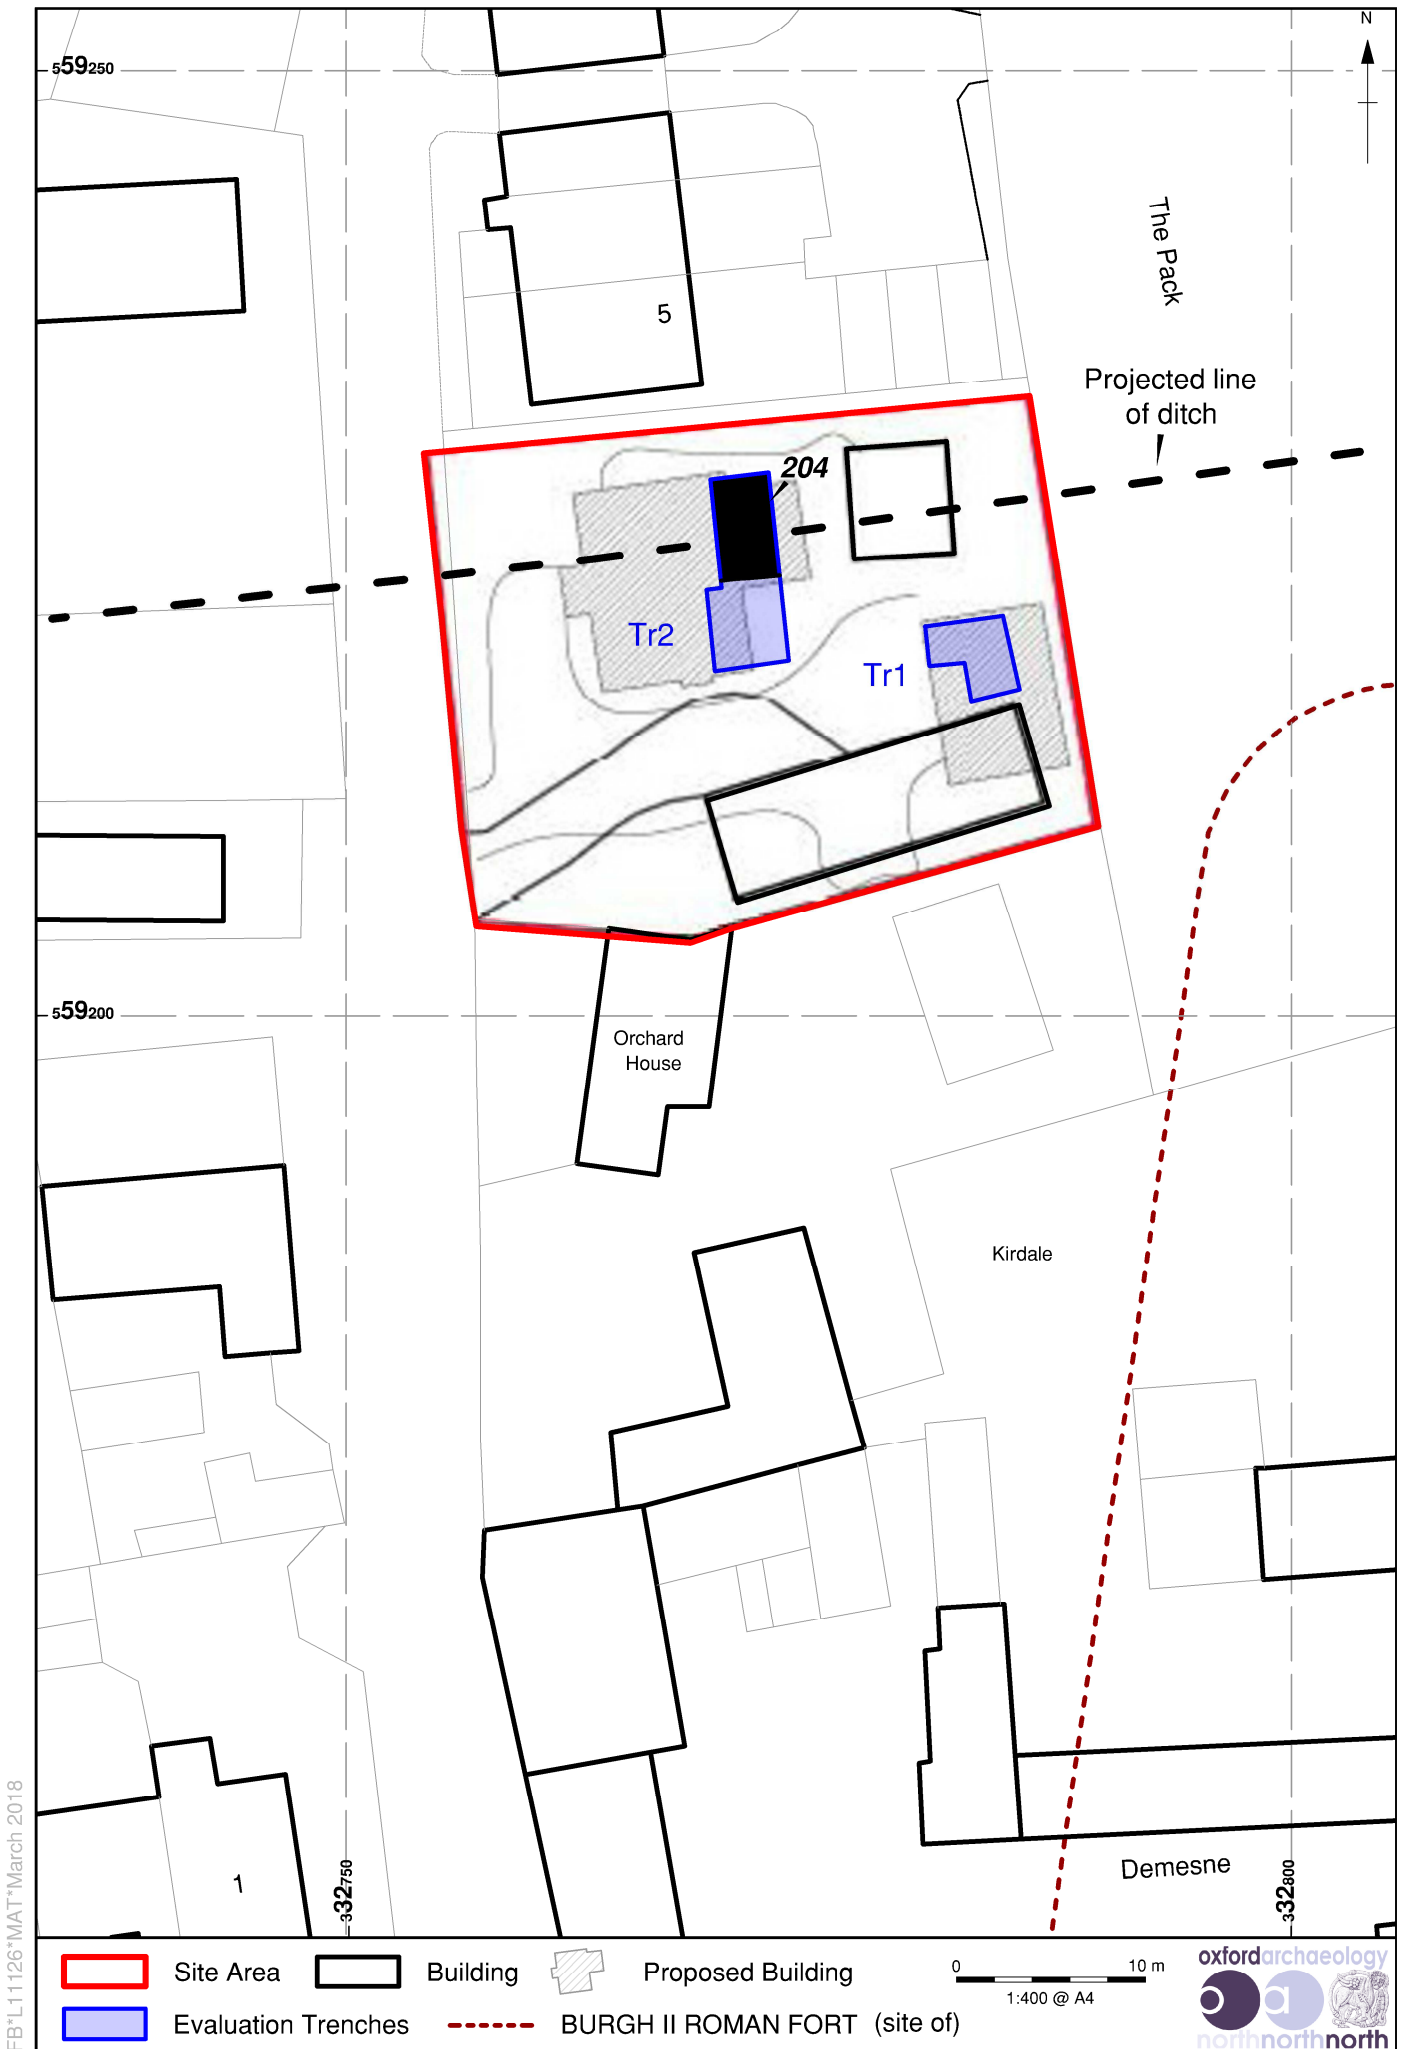 N
559250
The Pack
5
Projected line
of ditch
204
Tr2
Tr1
559200
Orchard
House
Kirdale
1
332750
332800
Demesne
FB*L11126*MAT*March 2018
Site Area
Building
Proposed Building
0 10 m
1:400 @ A4
Evaluation Trenches
BURGH II ROMAN FORT (site of)
oxfordarchaeology
oa
northnorthnorth